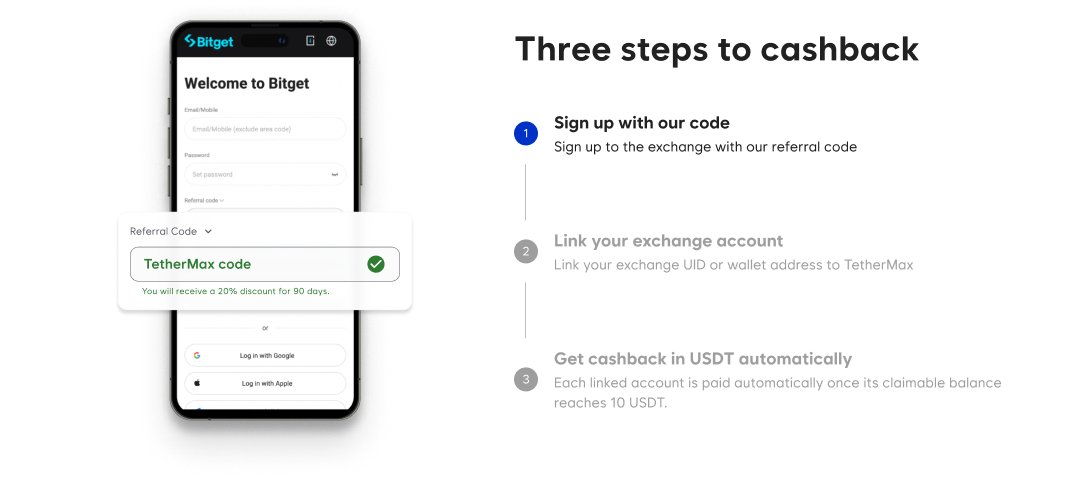 Bitget
Welcome to Bitget
Email/Mobile
Email/Mobile (exclude area code)
Password
Set password
Referral code
Referral Code
TetherMax code
You will receive a 20% discount for 90 days.
or
Log in with Google
Log in with Apple
Three steps to cashback
1
Sign up with our code
Sign up to the exchange with our referral code
2
Link your exchange account
Link your exchange UID or wallet address to TetherMax
3
Get cashback in USDT automatically
Each linked account is paid automatically once its claimable balance
reaches 10 USDT.